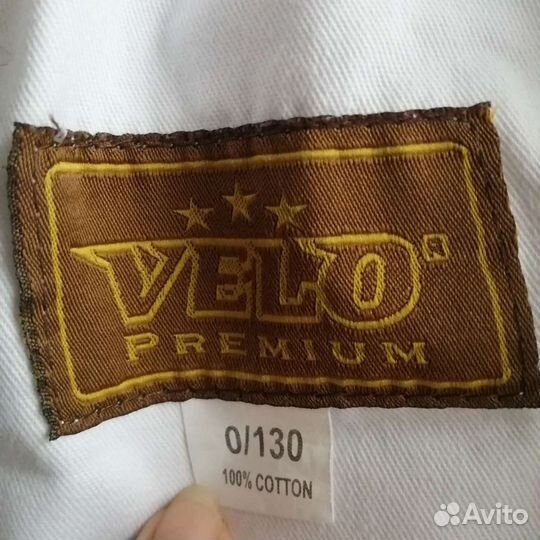 VELO®
PREMIUM
0/130
100% COTTON
Avito